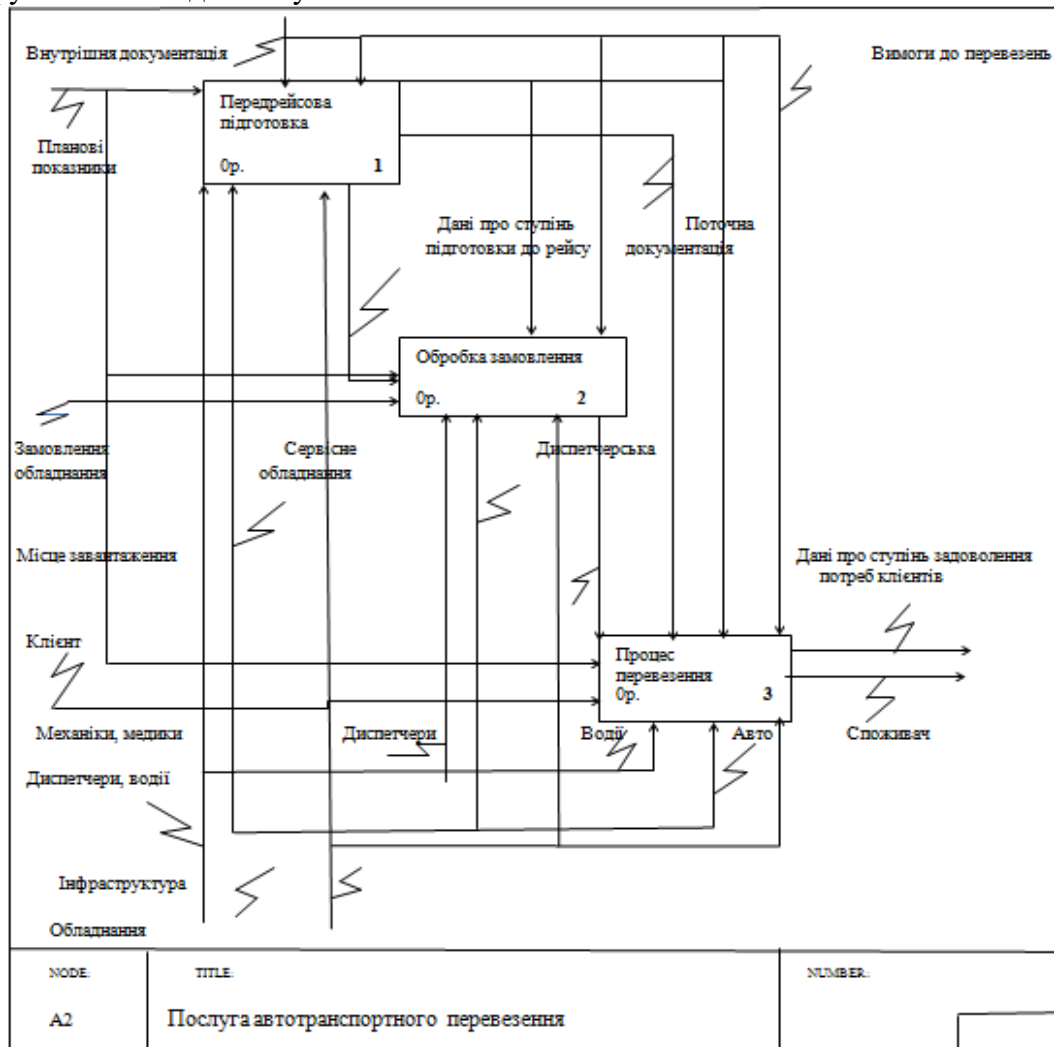 Внутрішня документація
Вимоги до перевезень
Передрейсова
підготовка
0р. 1
Планові
показники
Дані про ступінь
підготовки до рейсу
Поточна
документація
Обробка замовлення
0р. 2
Замовлення
обладнання
Сервісне
обладнання
Диспетчерська
Місце завантаження
Дані про ступінь задоволення
потреб клієнтів
Клієнт
Процес
перевезення
0р. 3
Механіки, медики
Диспетчери
Водії
Авто
Споживач
Диспетчери, водії
Інфраструктура
Обладнання
NODE:
TITLE:
NUMBER:
А2
Послуга автотранспортного перевезення